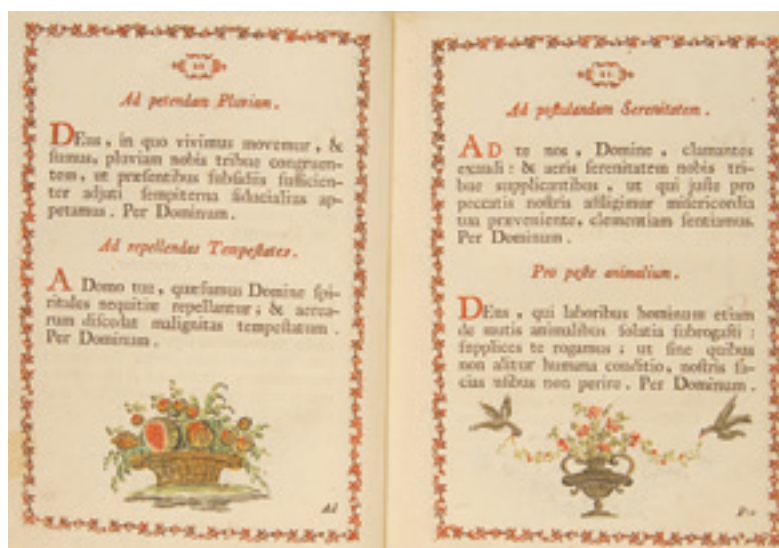 Ad petendam Pluviam.
DEus, in quo vivimus movemur, &
sumus, pluviam nobis tribue congruen-
tem, ut præsentibus subsidiis sufficien-
ter adjuti sempiterna fiducialius ap-
petamus. Per Dominum.
Ad repellendas Tempestates.
A Domo tua, quæsumus Domine spi-
ritales nequitiæ repellantur; & aerea-
rum discedat malignitas tempestatum.
Per Dominum.
Ad
Ad postulandam Serenitatem.
AD te nos, Domine, clamantes
exaudi: & aeris serenitatem nobis tri-
bue supplicantibus, ut qui juste pro
peccatis nostris affligimur misericordia
tua præveniente, clementiam sentiamus.
Per Dominum.
Pro peste animalium.
DEus, qui laboribus hominum etiam
de mutis animalibus solatia subrogasti:
supplices te rogamus; ut sine quibus
non alitur humana conditio, nostris fa-
cias usibus non perire. Per Dominum.